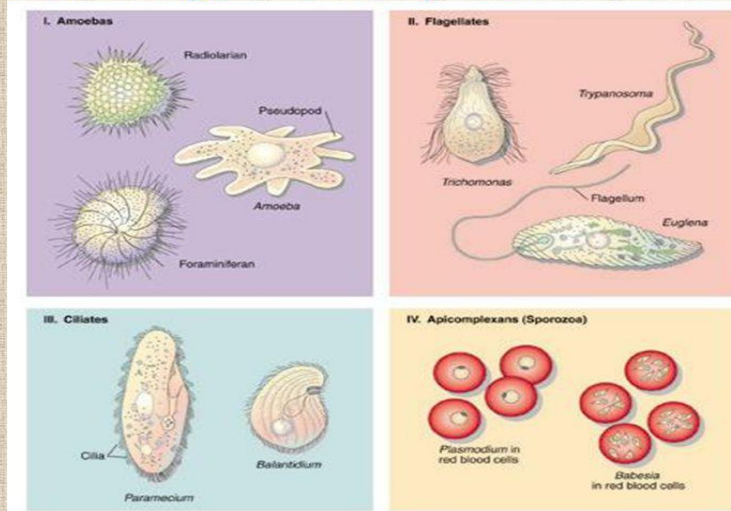 I. Amoebas
Radiolarian
Pseudopod
Amoeba
Foraminiferan
II. Flagellates
Trypanosoma
Trichomonas
Flagellum
Euglena
III. Ciliates
Cilia
Balantidium
Paramecium
IV. Apicomplexans (Sporozoa)
Plasmodium in
red blood cells
Babesia
in red blood cells